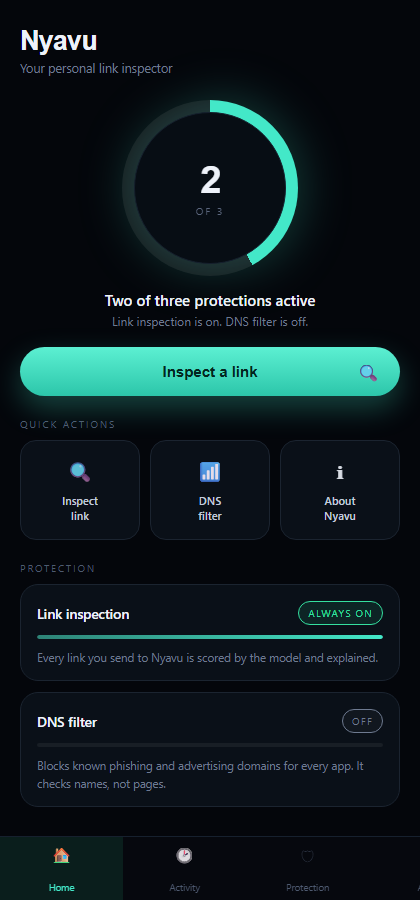 Nyavu
Your personal link inspector
2
OF 3
Two of three protections active
Link inspection is on. DNS filter is off.
Inspect a link
QUICK ACTIONS
Inspect
link
DNS
filter
About
Nyavu
PROTECTION
Link inspection
ALWAYS ON
Every link you send to Nyavu is scored by the model and explained.
DNS filter
OFF
Blocks known phishing and advertising domains for every app. It
checks names, not pages.
Home
Activity
Protection